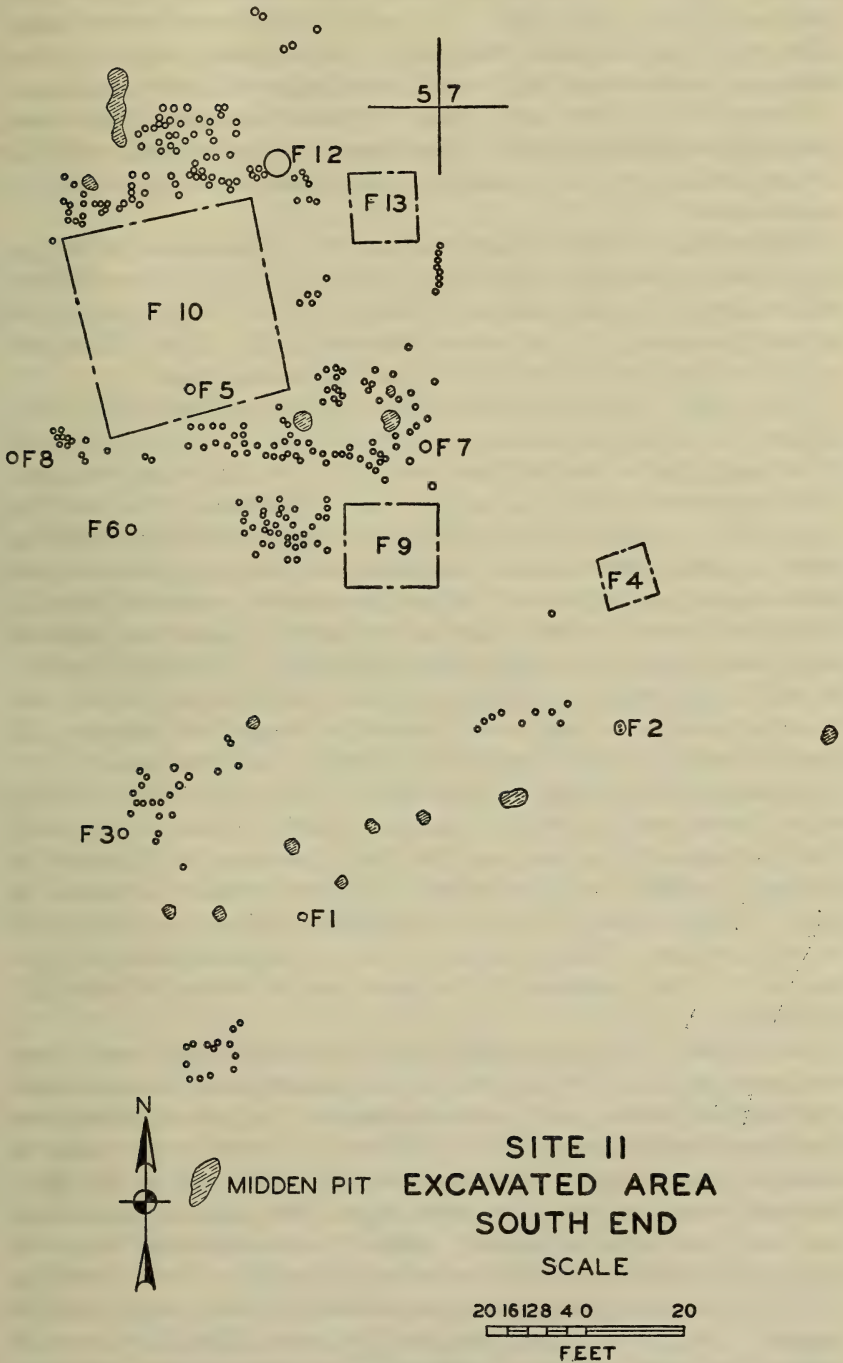 5 7
F 12
F 13
F 10
F 5
F 7
F 8
F 6
F 9
F 4
F 2
F 3
F 1
N
MIDDEN PIT
SITE II
EXCAVATED AREA
SOUTH END
SCALE
20 16 12 8 4 0 20
FEET